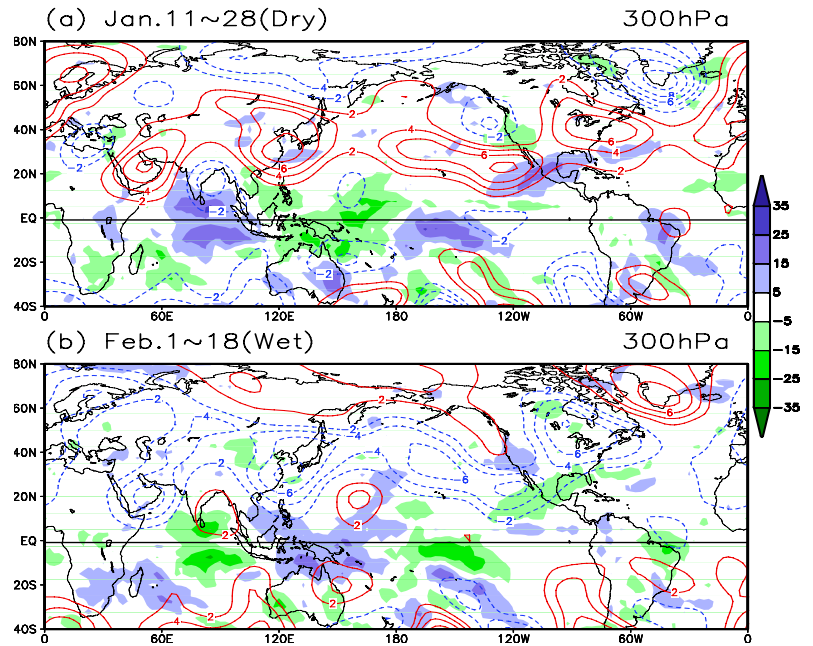 (a) Jan.11~28(Dry) 300hPa
80N
60N
40N
20N
EQ
20S
40S
0 60E 120E 180 120W 60W 0
(b) Feb.1~18(Wet) 300hPa
80N
60N
40N
20N
EQ
20S
40S
0 60E 120E 180 120W 60W 0
35
25
15
5
-5
-15
-25
-35